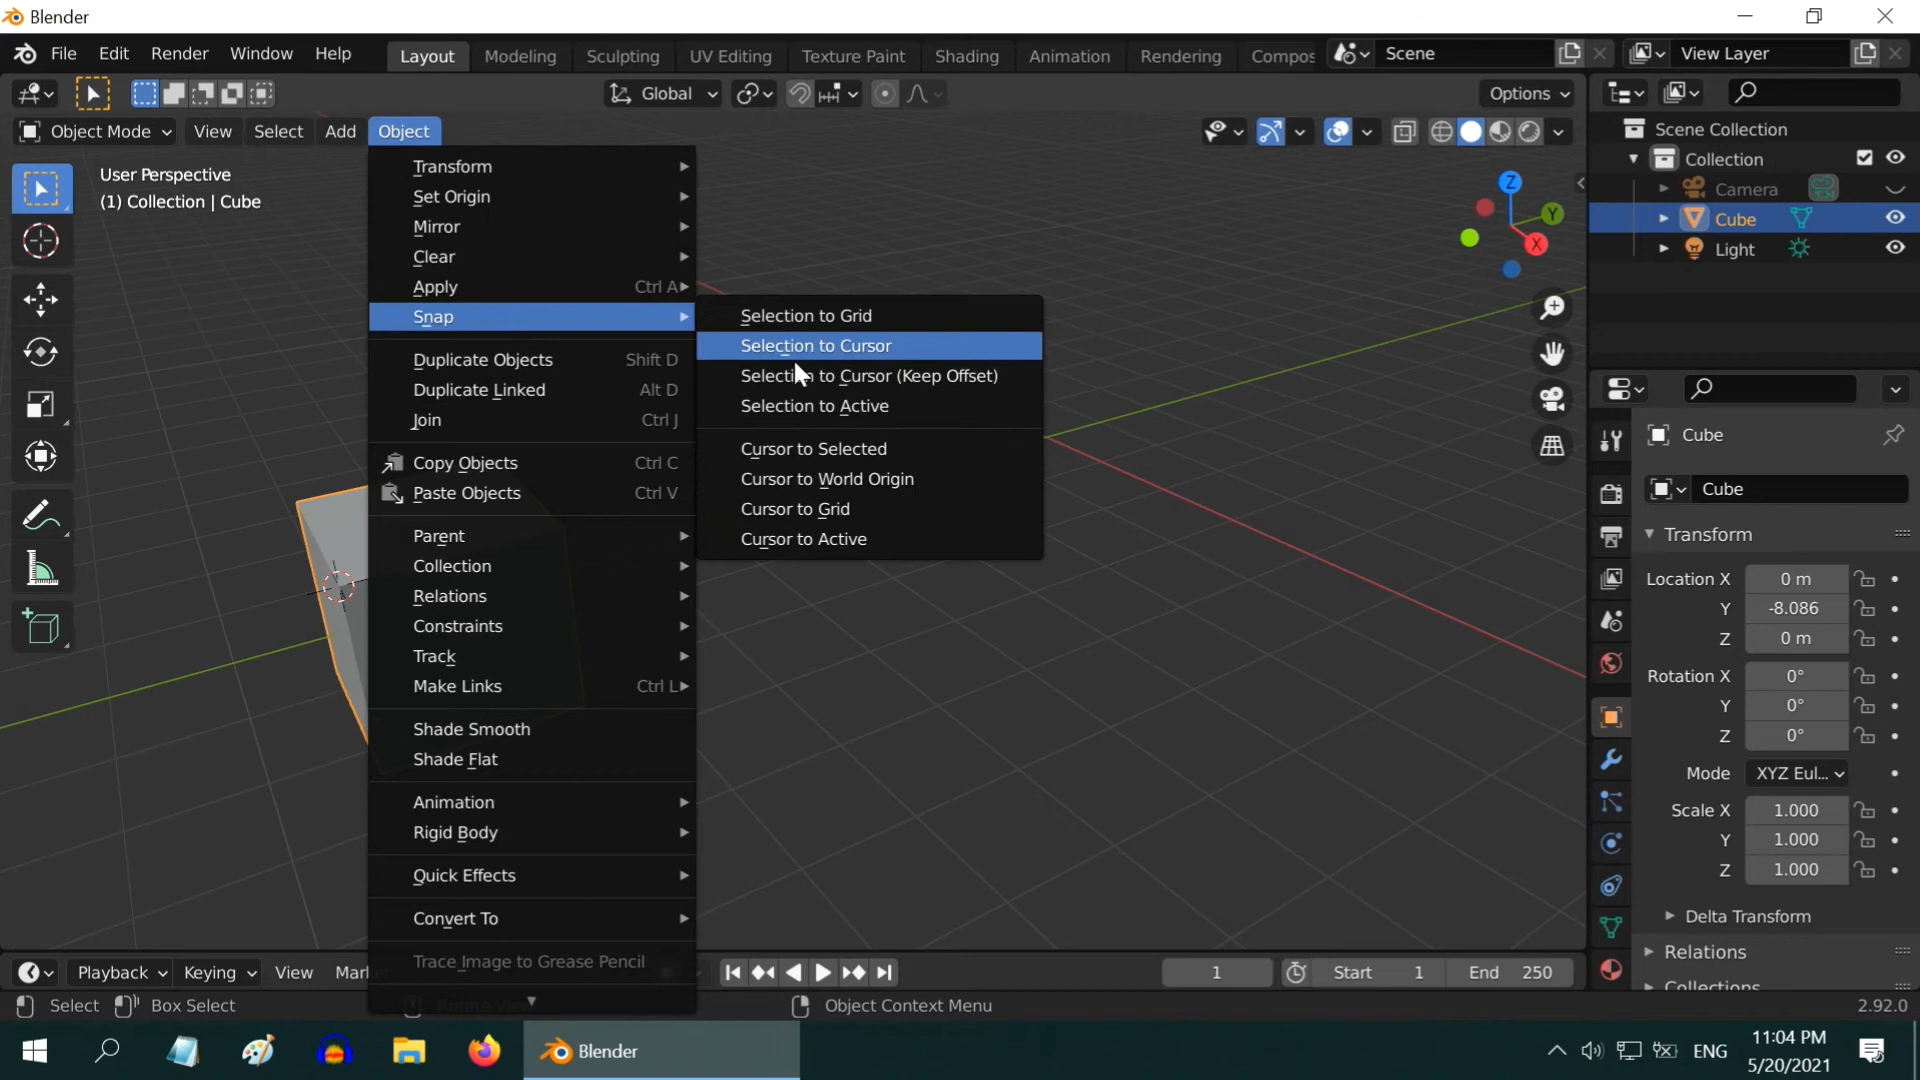 Blender
File Edit Render Window Help
Layout Modeling Sculpting UV Editing Texture Paint Shading Animation Rendering Compos
Scene
View Layer
Global
Options
Object Mode View Select Add Object
User Perspective
(1) Collection | Cube
Transform
Set Origin
Mirror
Clear
Apply Ctrl A
Snap
Duplicate Objects Shift D
Duplicate Linked Alt D
Join Ctrl J
Copy Objects Ctrl C
Paste Objects Ctrl V
Parent
Collection
Relations
Constraints
Track
Make Links Ctrl L
Shade Smooth
Shade Flat
Animation
Rigid Body
Quick Effects
Convert To
Trace Image to Grease Pencil
Selection to Grid
Selection to Cursor
Selection to Cursor (Keep Offset)
Selection to Active
Cursor to Selected
Cursor to World Origin
Cursor to Grid
Cursor to Active
Z
Y
X
Scene Collection
Collection
Camera
Cube
Light
Cube
Cube
Transform
Location X 0 m
Y -8.086
Z 0 m
Rotation X 0°
Y 0°
Z 0°
Mode XYZ Eul...
Scale X 1.000
Y 1.000
Z 1.000
Delta Transform
Relations
Collections
Playback Keying View Mar
1 Start 1 End 250
Select Box Select Object Context Menu 2.92.0
Blender
ENG
11:04 PM
5/20/2021